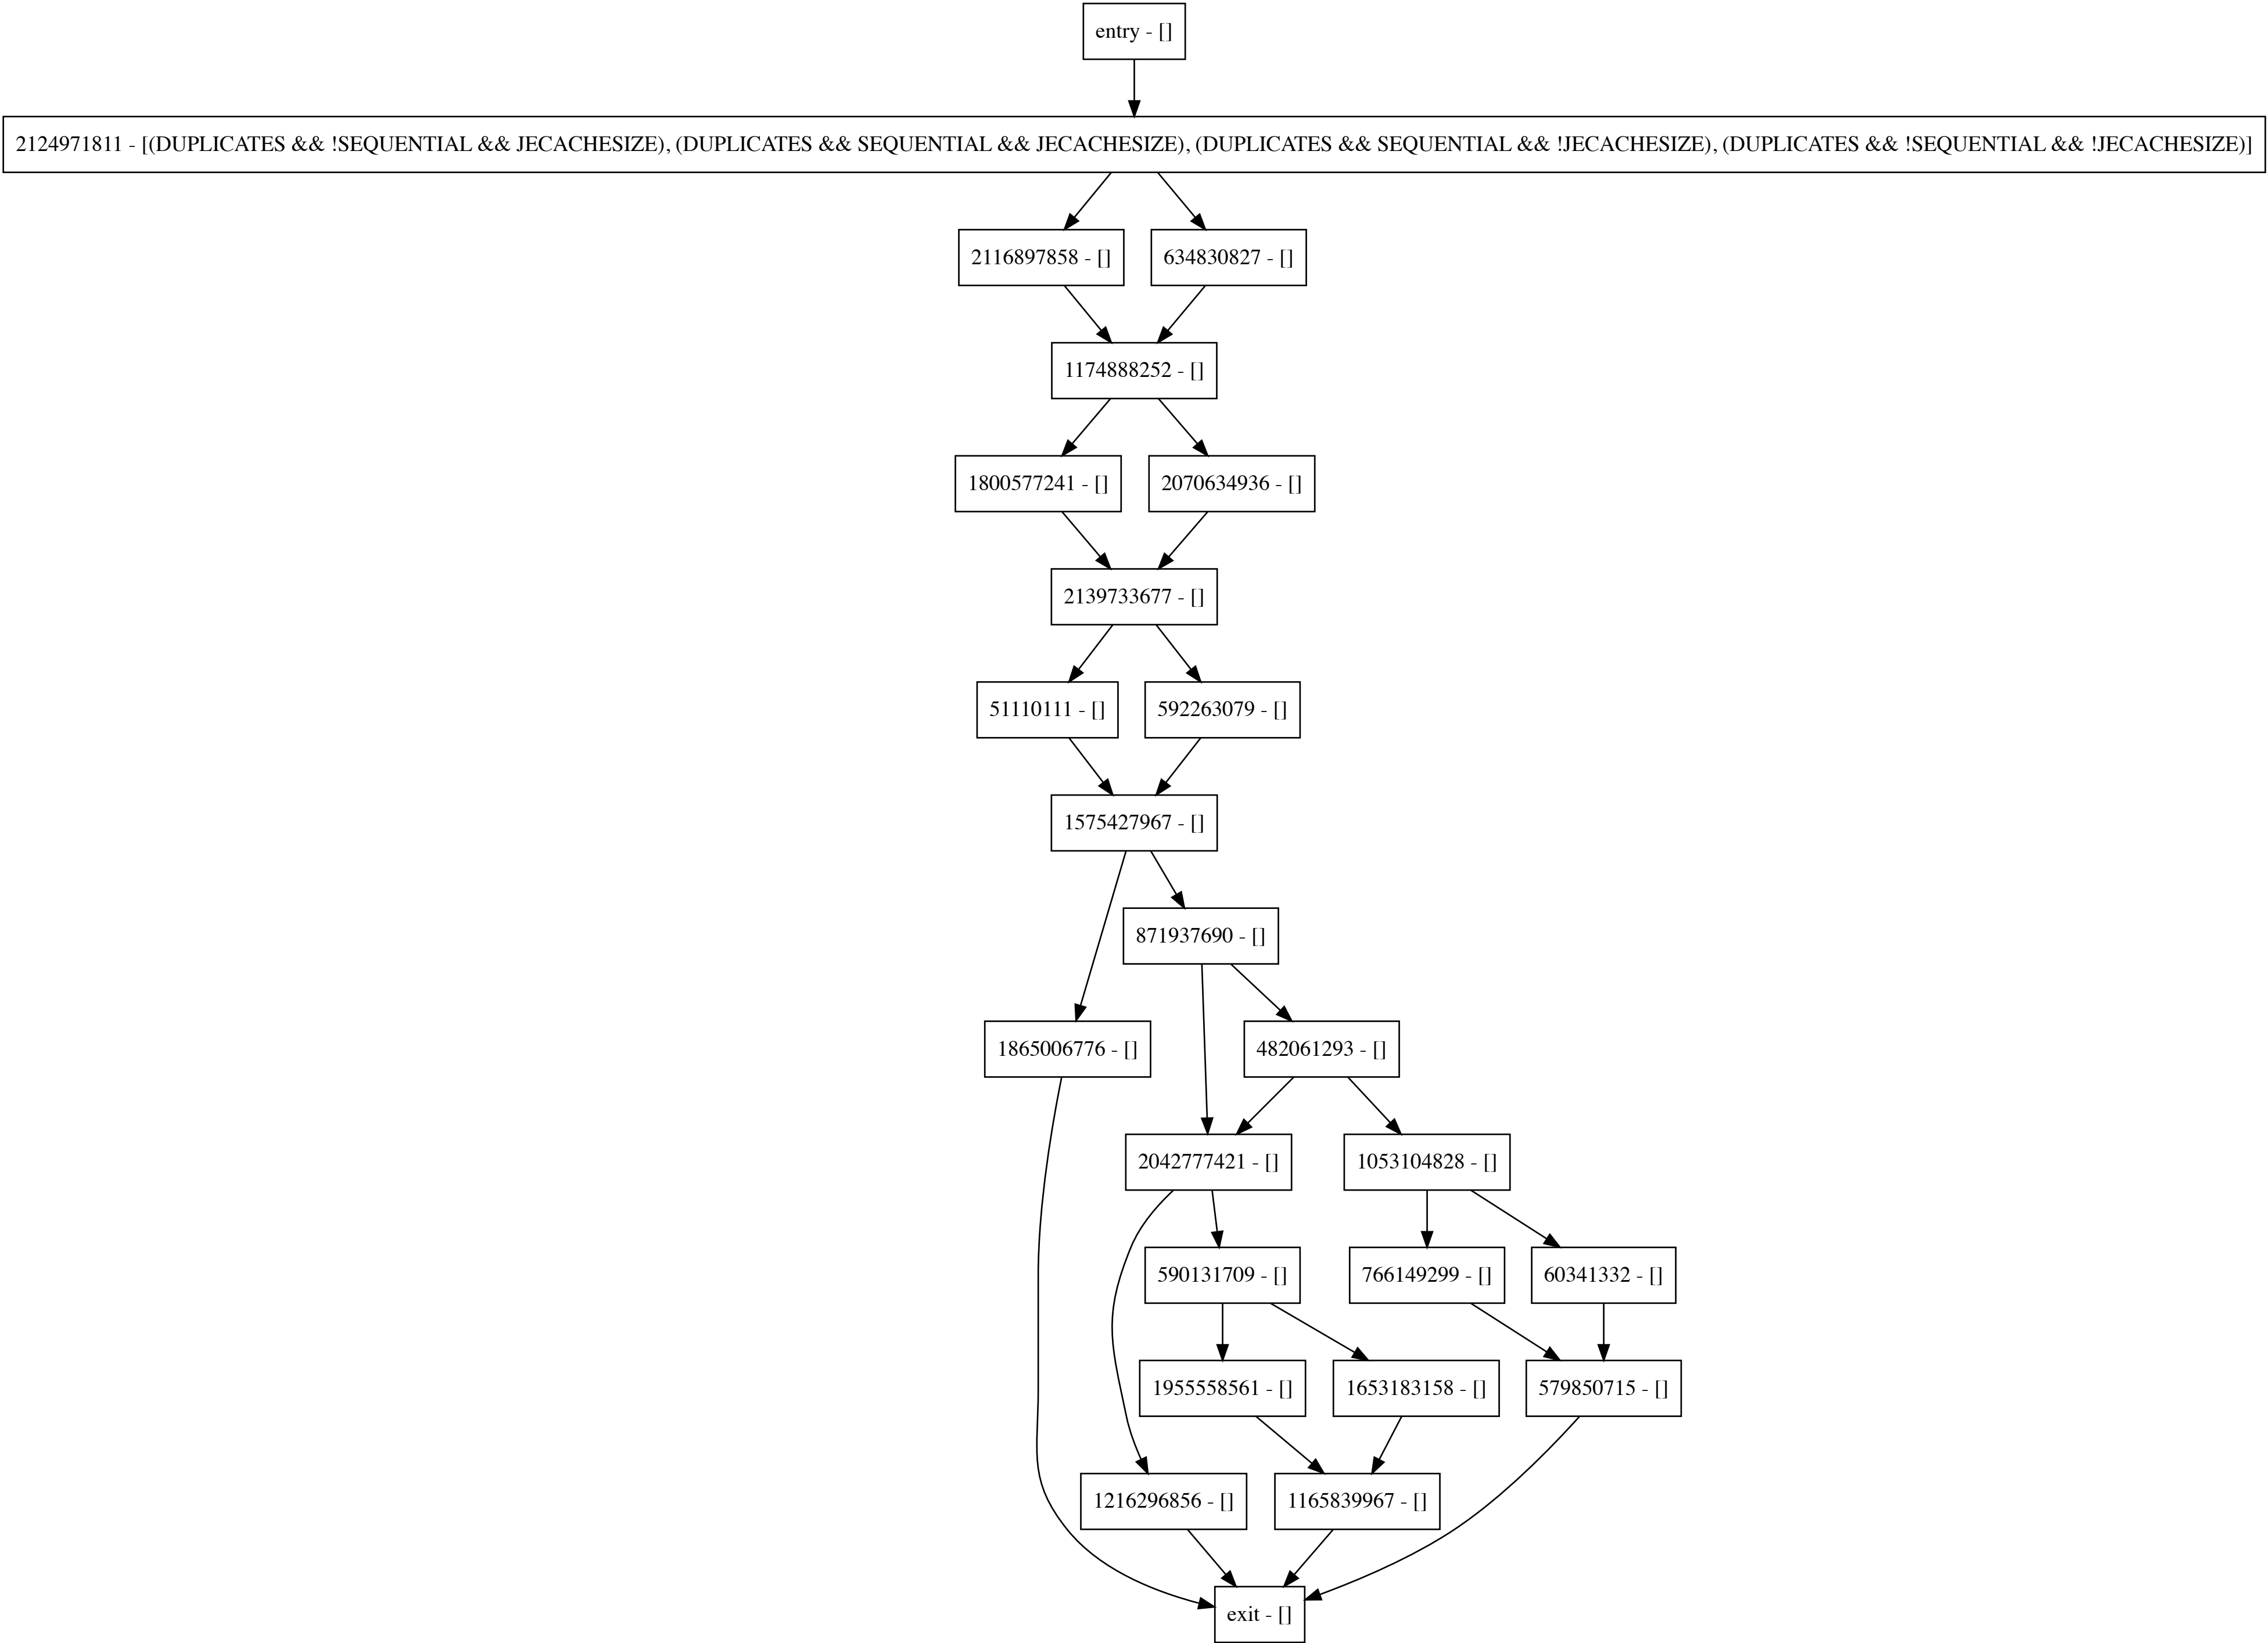 entry - []
2124971811 - [(DUPLICATES && !SEQUENTIAL && JECACHESIZE), (DUPLICATES && SEQUENTIAL && JECACHESIZE), (DUPLICATES && SEQUENTIAL && !JECACHESIZE), (DUPLICATES && !SEQUENTIAL && !JECACHESIZE)]
2116897858 - []
634830827 - []
1174888252 - []
1800577241 - []
2070634936 - []
2139733677 - []
51110111 - []
592263079 - []
1575427967 - []
871937690 - []
1865006776 - []
482061293 - []
2042777421 - []
1053104828 - []
590131709 - []
766149299 - []
60341332 - []
1955558561 - []
1653183158 - []
579850715 - []
1216296856 - []
1165839967 - []
exit - []